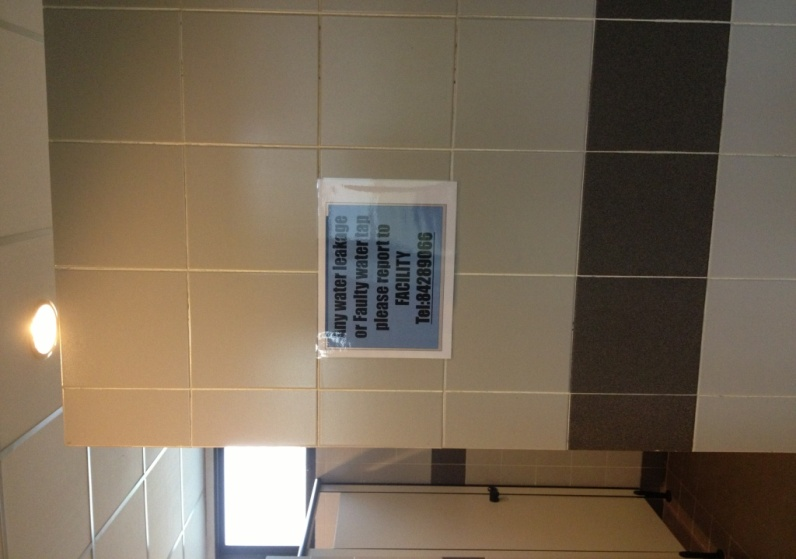 Any water leakage
or Faulty water tap
please report to
FACILITY
Tel:84289066